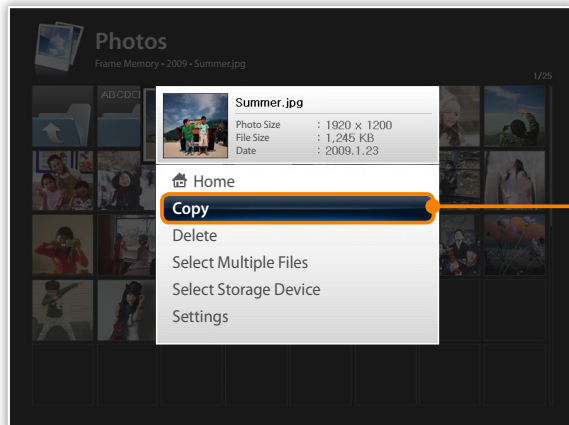 Photos
Frame Memory • 2009 • Summer.jpg
1/25
ABCDE
Summer.jpg
Photo Size : 1920 x 1200
File Size : 1,245 KB
Date : 2009.1.23
Home
Copy
Delete
Select Multiple Files
Select Storage Device
Settings